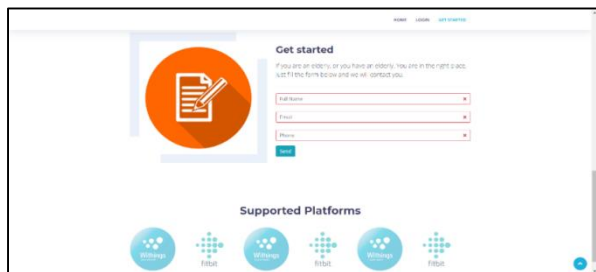 HOME LOGIN GET STARTED
Get started
If you are an elderly, or you have an elderly. You are in the right place,
just fill the form below and we will contact you.
Full Name
Email
Phone
Send
Supported Platforms
Withings fitbit Withings fitbit Withings fitbit